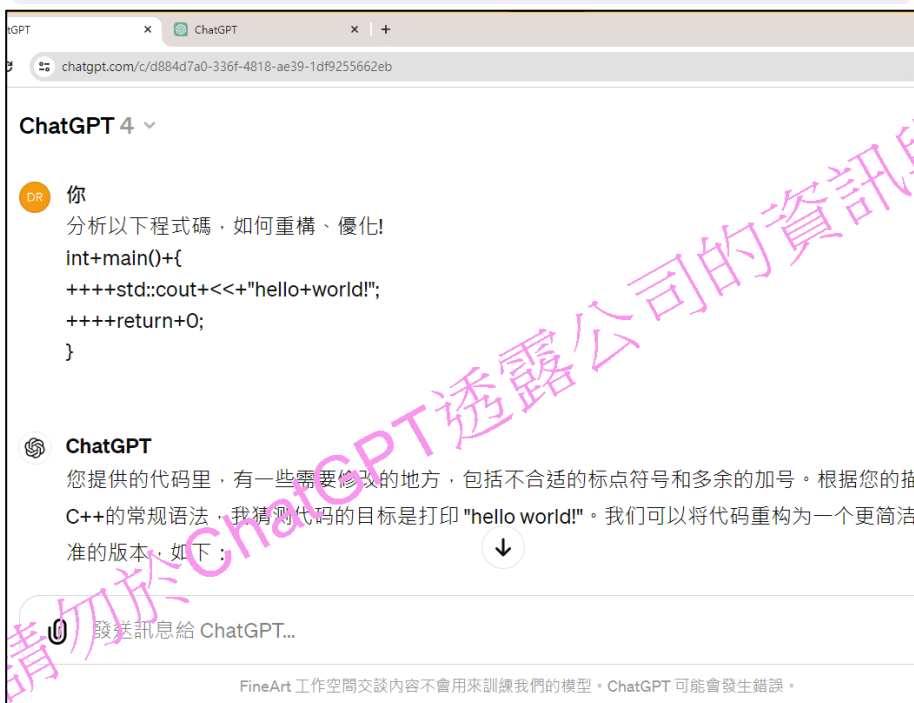 tGPT
ChatGPT
chatgpt.com/c/d884d7a0-336f-4818-ae39-1df9255662eb
ChatGPT 4
DR
你
分析以下程式碼，如何重構、優化!
int+main()+{
++++std::cout+<<+"hello+world!";
++++return+0;
}
ChatGPT
您提供的代码里，有一些需要修改的地方，包括不合适的标点符号和多余的加号。根据您的描
C++的常规语法，我猜测代码的目标是打印 "hello world!"。我们可以将代码重构为一个更简洁
准的版本，如下：
發送訊息給 ChatGPT...
FineArt 工作空間交談內容不會用來訓練我們的模型。ChatGPT 可能會發生錯誤。
請勿於ChatGPT透露公司的資訊